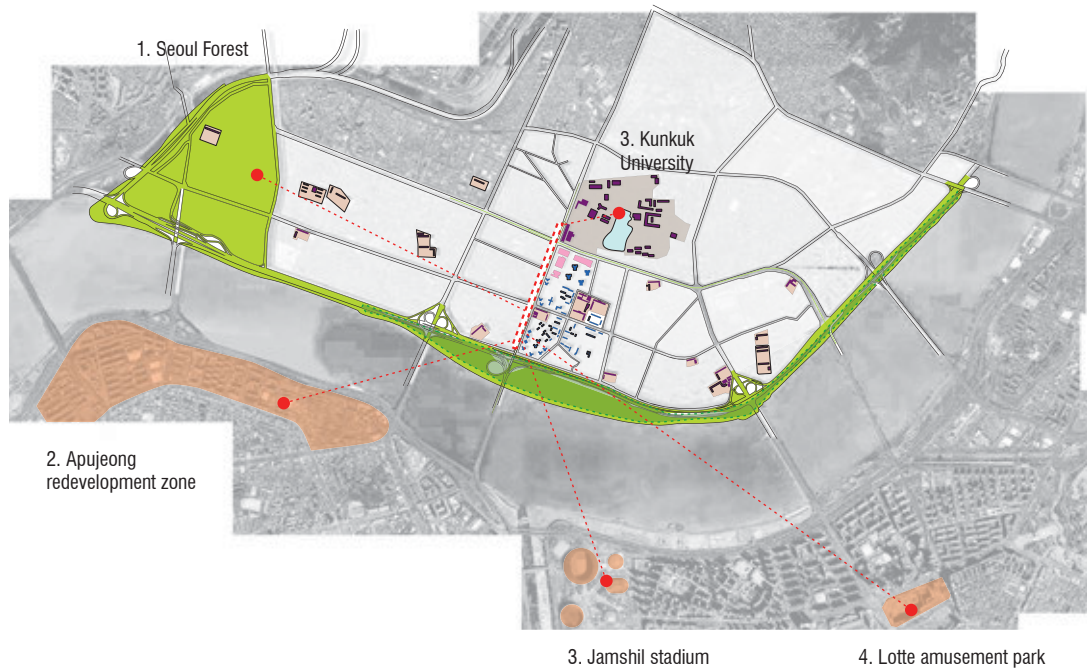 1. Seoul Forest
3. Kunkuk
University
2. Apujeong
redevelopment zone
3. Jamshil stadium
4. Lotte amusement park